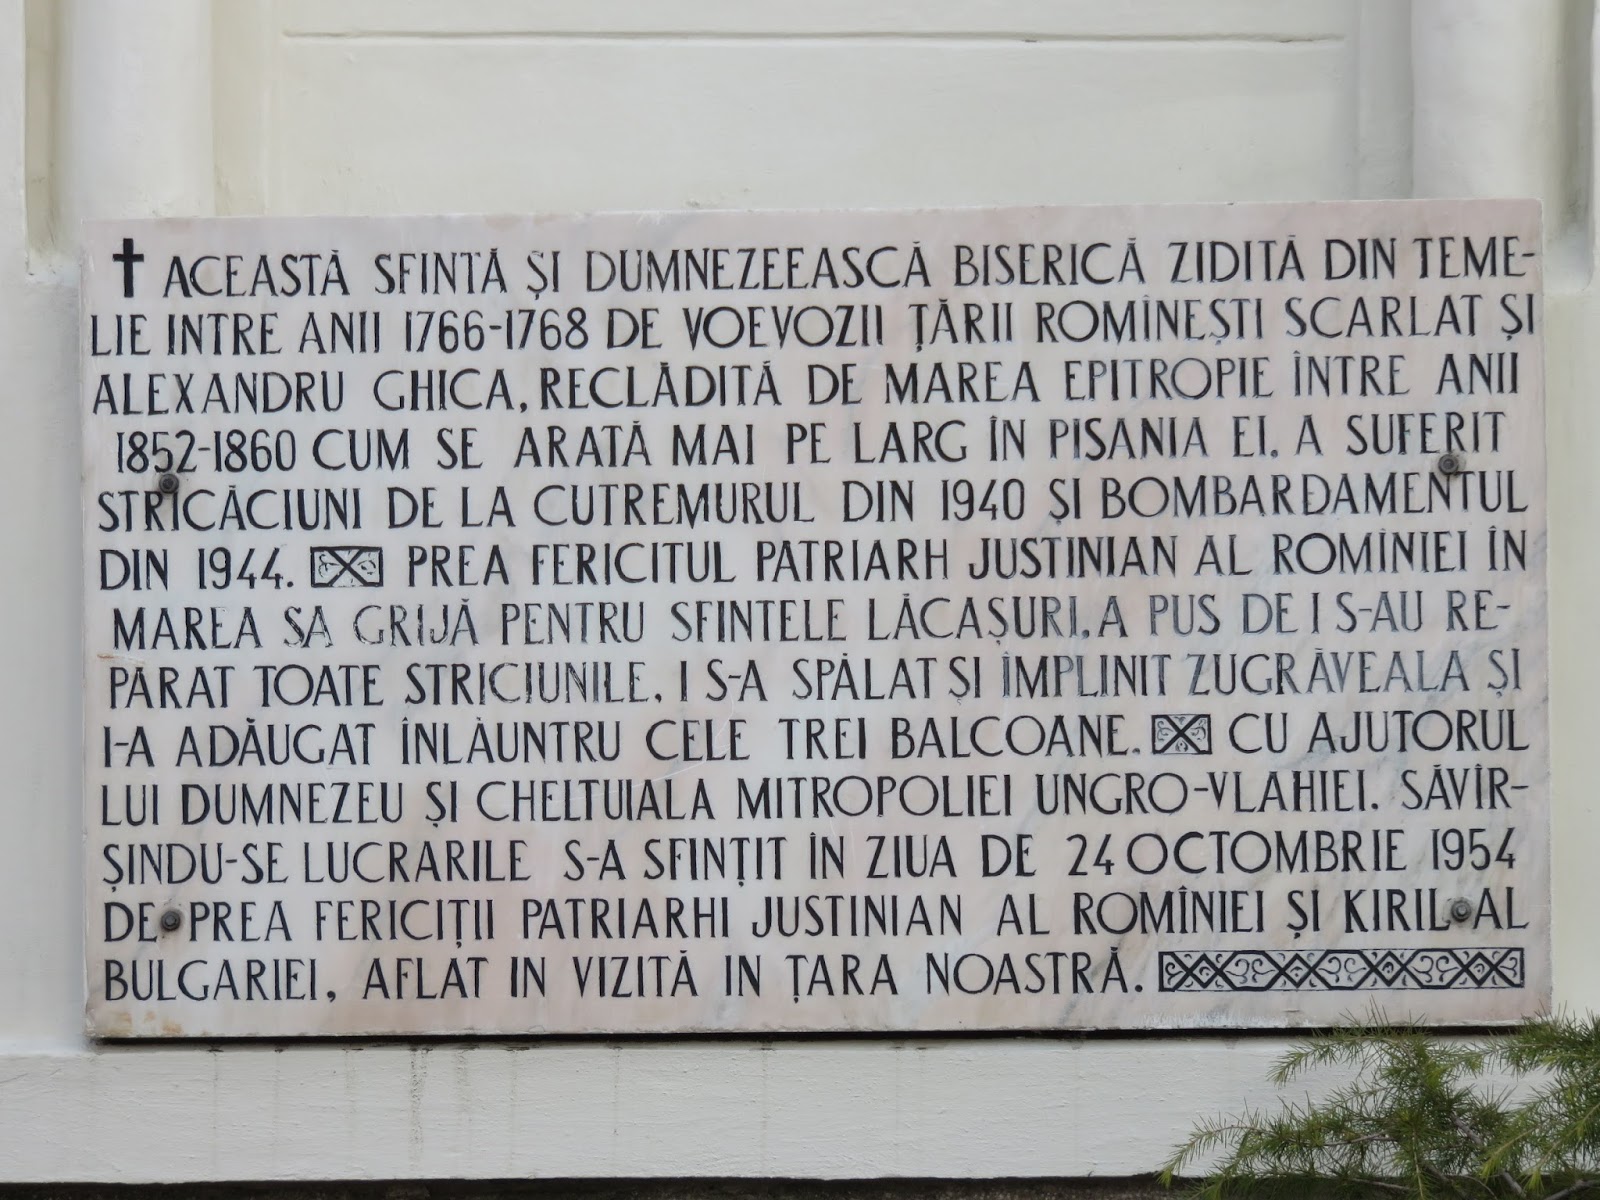 † ACEASTĂ SFINTĂ ȘI DUMNEZEEASCĂ BISERICĂ ZIDITĂ DIN TEME-
LIE INTRE ANII 1766-1768 DE VOEVOZII ȚĂRII ROMÎNEȘTI SCARLAT ȘI
ALEXANDRU GHICA, RECLĂDITĂ DE MAREA EPITROPIE ÎNTRE ANII
1852-1860 CUM SE ARATĂ MAI PE LARG ÎN PISANIA EI. A SUFERIT
STRICĂCIUNI DE LA CUTREMURUL DIN 1940 ȘI BOMBARDAMENTUL
DIN 1944. PREA FERICITUL PATRIARH JUSTINIAN AL ROMÎNIEI ÎN
MAREA SA GRIJĂ PENTRU SFINTELE LĂCAȘURI, A PUS DE I S-AU RE-
PĂRAT TOATE STRICIUNILE, I S-A SPĂLAT ȘI ÎMPLINIT ZUGRĂVEALA ȘI
I-A ADĂUGAT ÎNLĂUNTRU CELE TREI BALCOANE. CU AJUTORUL
LUI DUMNEZEU ȘI CHELTUIALA MITROPOLIEI UNGRO-VLAHIEI. SĂVÎR-
ȘINDU-SE LUCRARILE S-A SFINȚIT ÎN ZIUA DE 24 OCTOMBRIE 1954
DE PREA FERICIȚII PATRIARHI JUSTINIAN AL ROMÎNIEI ȘI KIRIL AL
BULGARIEI, AFLAT IN VIZITĂ IN ȚARA NOASTRĂ.